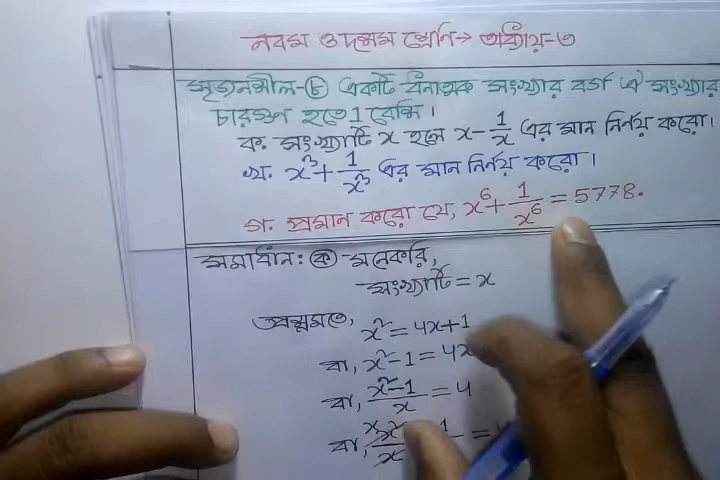 নবম ও দশম শ্রেণি → অধ্যায়-৩
সৃজনশীল-৮ একটি ধনাত্মক সংখ্যার বর্গ ঐ সংখ্যার
চারগুণ হতে 1 বেশি।
ক. সংখ্যাটি x হলে x - 1/x এর মান নির্ণয় করো।
খ. x³ + 1/x³ এর মান নির্ণয় করো।
গ. প্রমান করো যে, x⁶ + 1/x⁶ = 5778.
সমাধান: ক মনেকরি,
সংখ্যাটি = x
প্রশ্নমতে, x² = 4x+1
বা, x² - 1 = 4x
বা, x² - 1/x = 4
বা, x² / x - 1 =